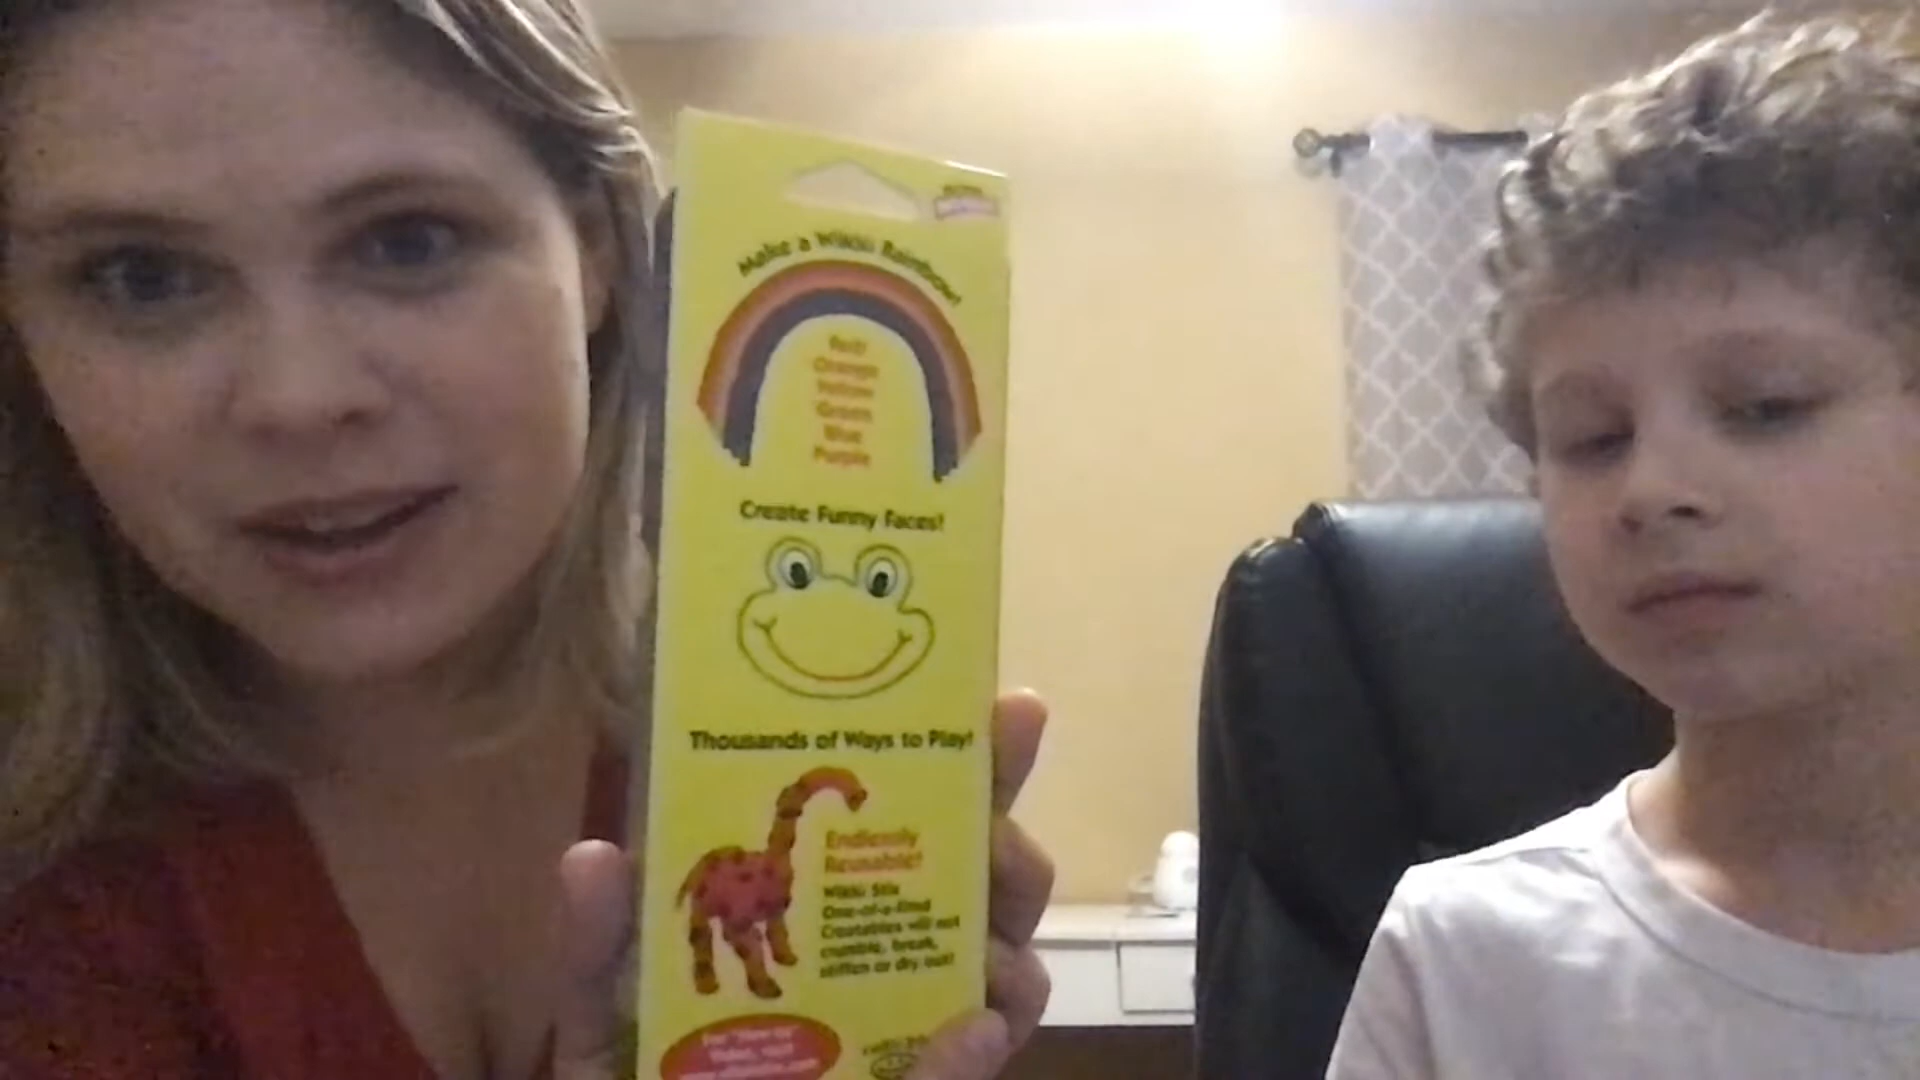 Make a Wikki Rainbow!
Red
Orange
Yellow
Green
Blue
Purple
Create Funny Faces!
Thousands of Ways to Play!
Endlessly
Reusable!
Wikki Stix
One-of-a-Kind
Creatables will not
crumble, break,
stiffen or dry out!